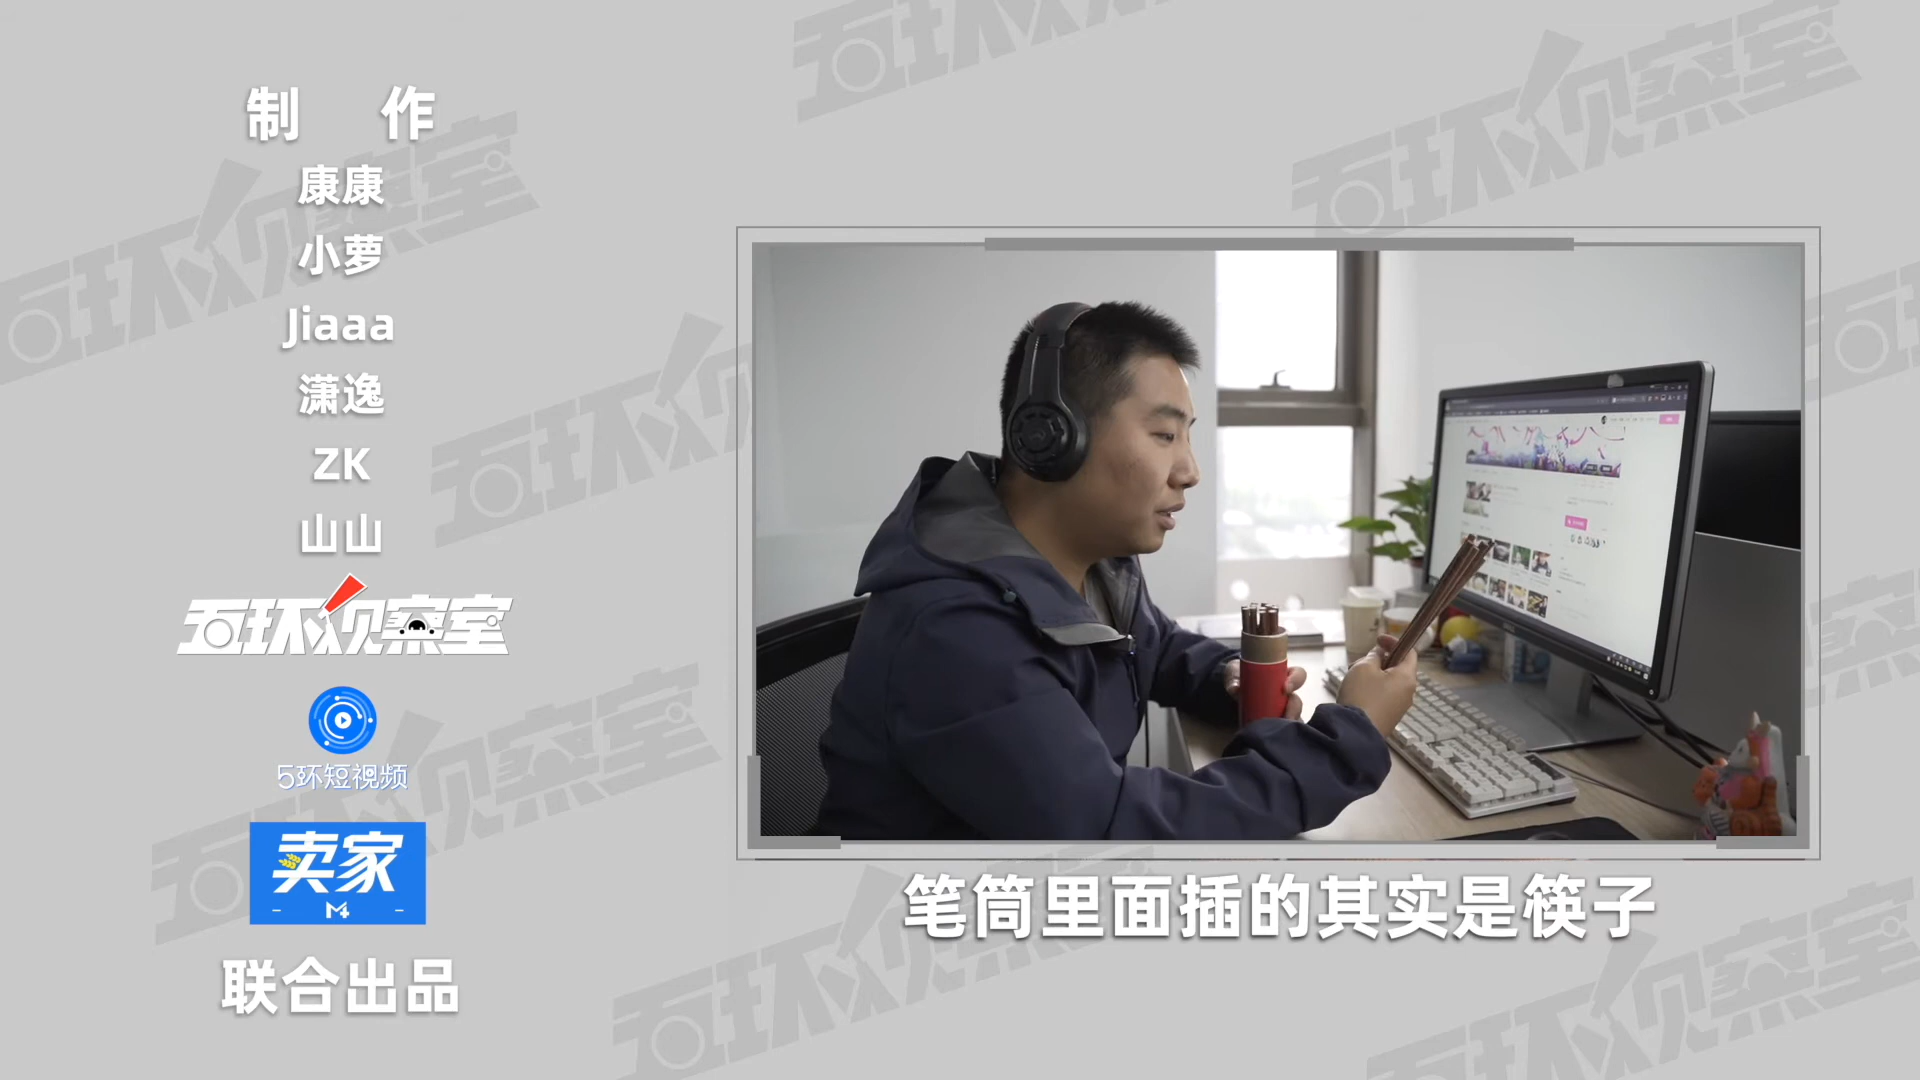 制 作
康康
小萝
Jiaaa
潇逸
ZK
山山
五环观察室
5环短视频
卖家
联合出品
笔筒里面插的其实是筷子